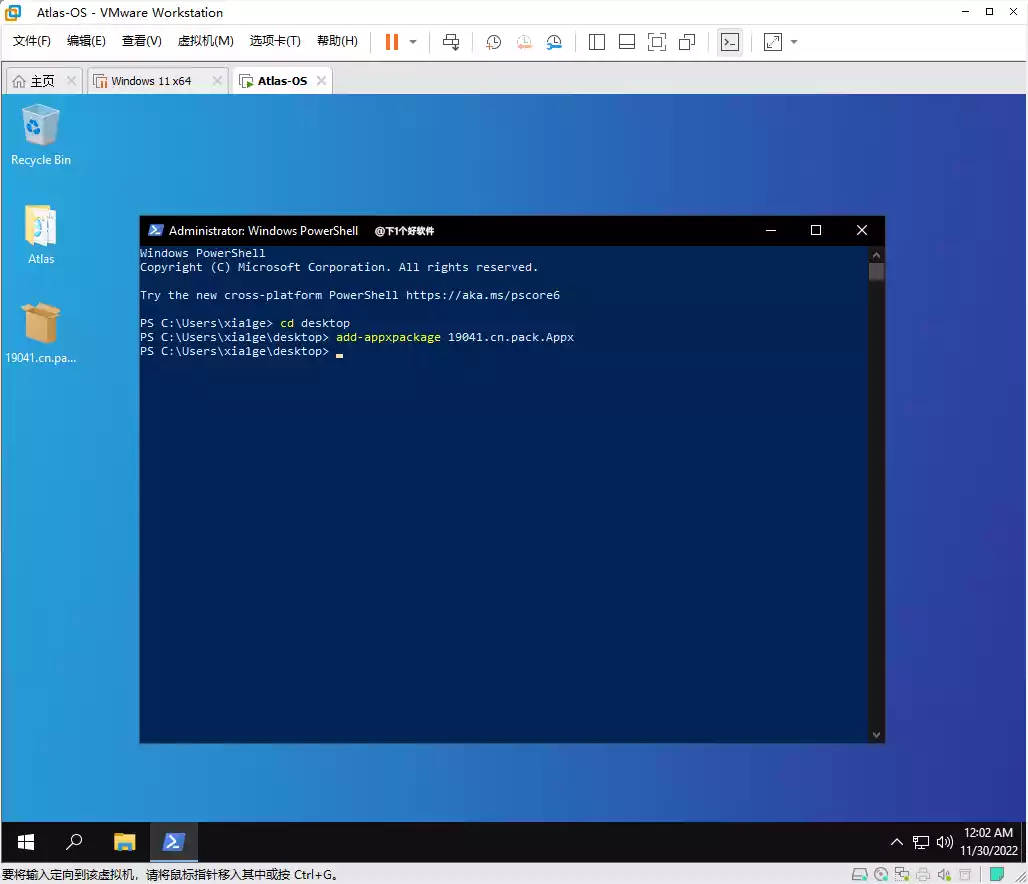 Atlas-OS - VMware Workstation
文件(F) 编辑(E) 查看(V) 虚拟机(M) 选项卡(T) 帮助(H)
主页 Windows 11 x64 Atlas-OS
Recycle Bin
Atlas
19041.cn.pa...
Administrator: Windows PowerShell @下1个好软件
Windows PowerShell
Copyright (C) Microsoft Corporation. All rights reserved.
Try the new cross-platform PowerShell https://aka.ms/pscore6
PS C:\Users\xia1ge> cd desktop
PS C:\Users\xia1ge\desktop> add-appxpackage 19041.cn.pack.Appx
PS C:\Users\xia1ge\desktop>
12:02 AM
11/30/2022
要将输入定向到该虚拟机，请将鼠标指针移入其中或按 Ctrl+G。